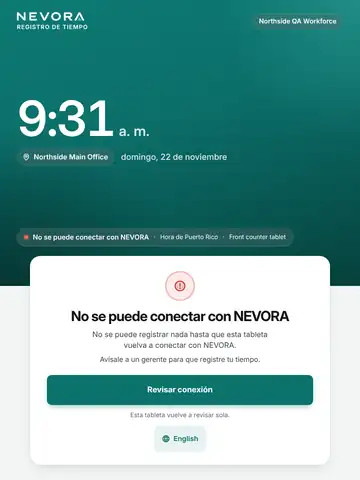 NEVORA
REGISTRO DE TIEMPO
Northside QA Workforce
9:31 a. m.
Northside Main Office
domingo, 22 de noviembre
No se puede conectar con NEVORA · Hora de Puerto Rico · Front counter tablet
No se puede conectar con NEVORA
No se puede registrar nada hasta que esta tableta
vuelva a conectar con NEVORA.
Avísale a un gerente para que registre tu tiempo.
Revisar conexión
Esta tableta vuelve a revisar sola.
English